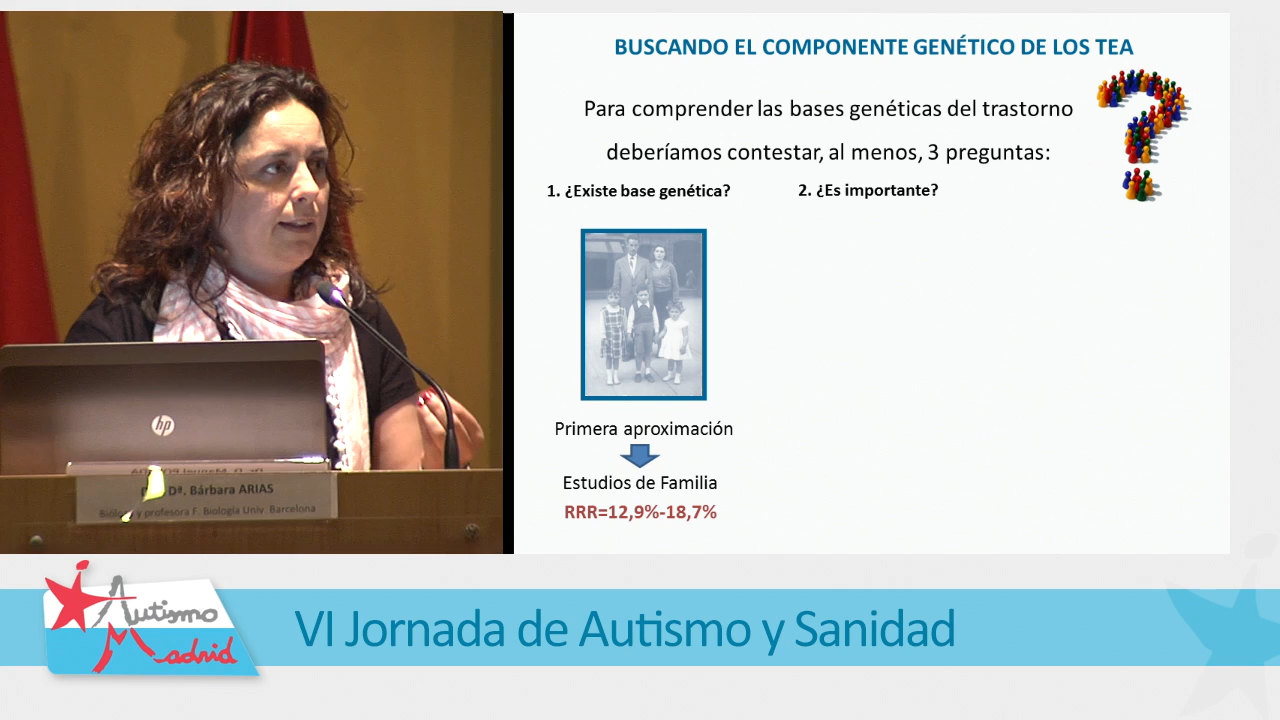 BUSCANDO EL COMPONENTE GENÉTICO DE LOS TEA
Para comprender las bases genéticas del trastorno
deberíamos contestar, al menos, 3 preguntas:
1. ¿Existe base genética?
2. ¿Es importante?
Primera aproximación
Estudios de Familia
RRR=12,9%-18,7%
hp
Dª. Bárbara ARIAS
Bióloga y profesora F. Biología Univ. Barcelona
Autismo
Madrid
VI Jornada de Autismo y Sanidad